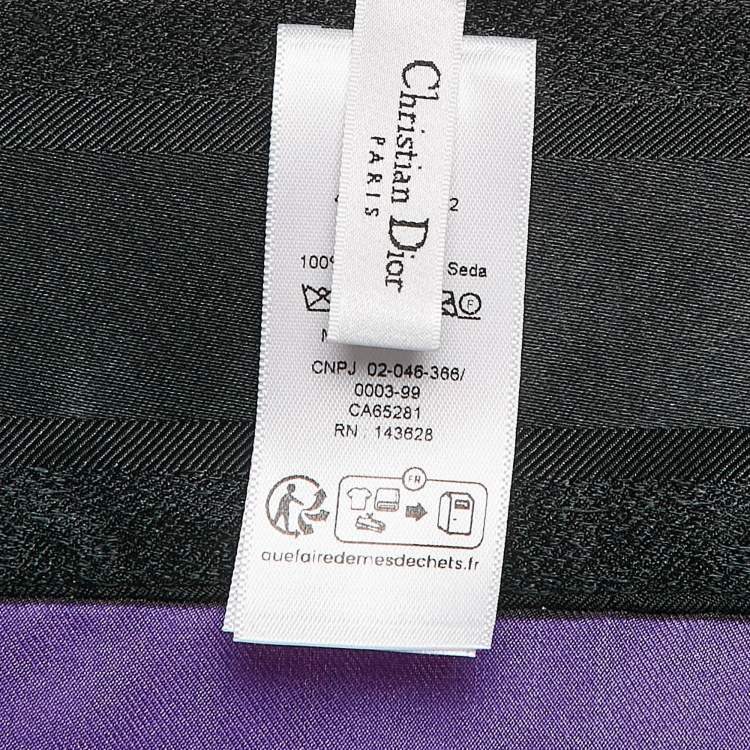 Christian Dior
PARIS
2
100%
Seda
F
CNPJ 02-046-366/
0003-99
CA65281
RN : 143628
FR
quefairedemesdechets.fr